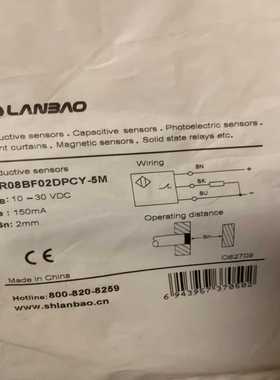 LANBAO
ductive sensors . Capacitive sensors . Photoelectric sensors .
nt curtains . Magnetic sensors . Solid state relays etc.
ductive sensors
R08BF02DPCY-5M
B: 10-30 VDC
e: 150mA
Sn: 2mm
Wiring
BN
BK
BU
Operating distance
Sn
CE
Made in China
Hotline:800-820-8259
www.shlanbao.cn